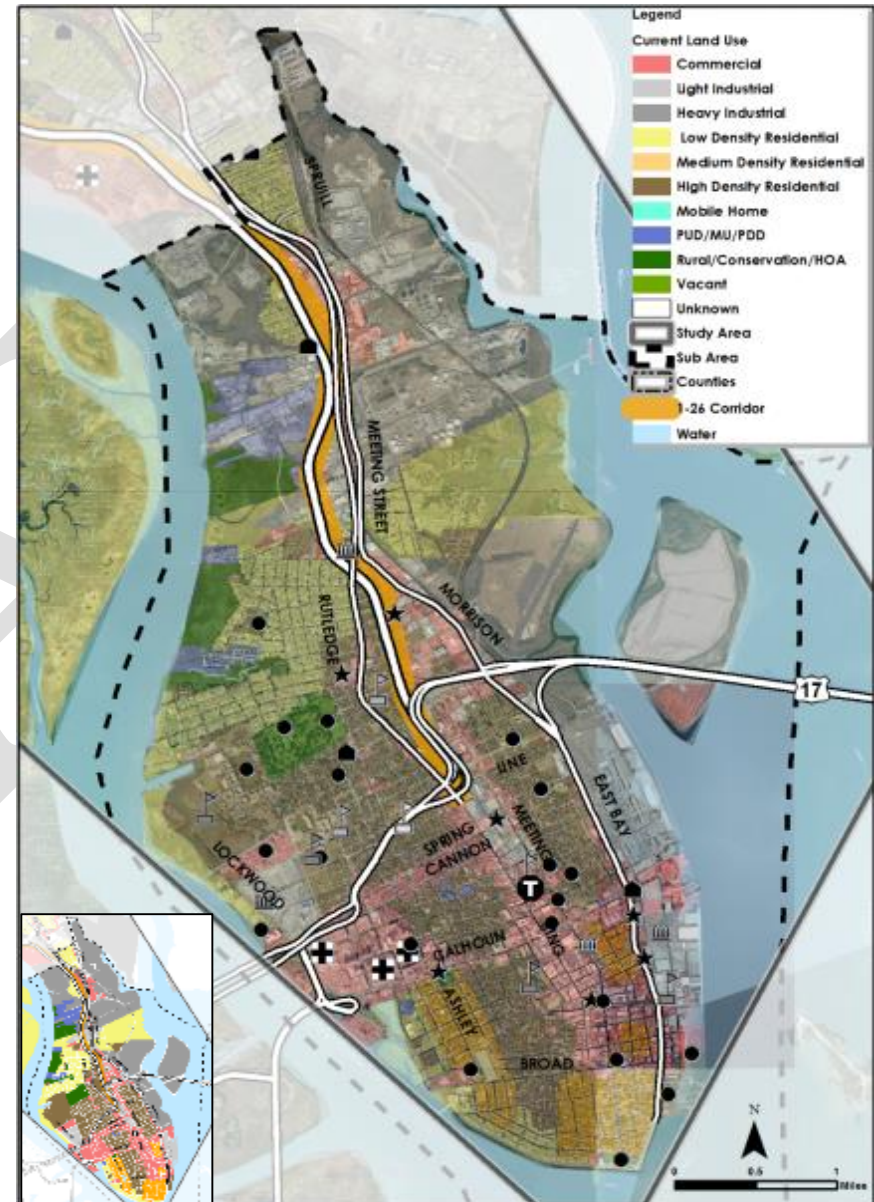 Legend
Current Land Use
Commercial
Light Industrial
Heavy Industrial
Low Density Residential
Medium Density Residential
High Density Residential
Mobile Home
PUD/MU/PDD
Rural/Conservation/HOA
Vacant
Unknown
Study Area
Sub Area
Counties
I-26 Corridor
Water
SPRUILL
MEETING STREET
MORRISON
RUTLEDGE
17
LINE
EAST BAY
MEETING
SPRING
CANNON
LOCKWOOD
T
KING
CALHOUN
ASHLEY
BROAD
N
0 0.5 1
Miles